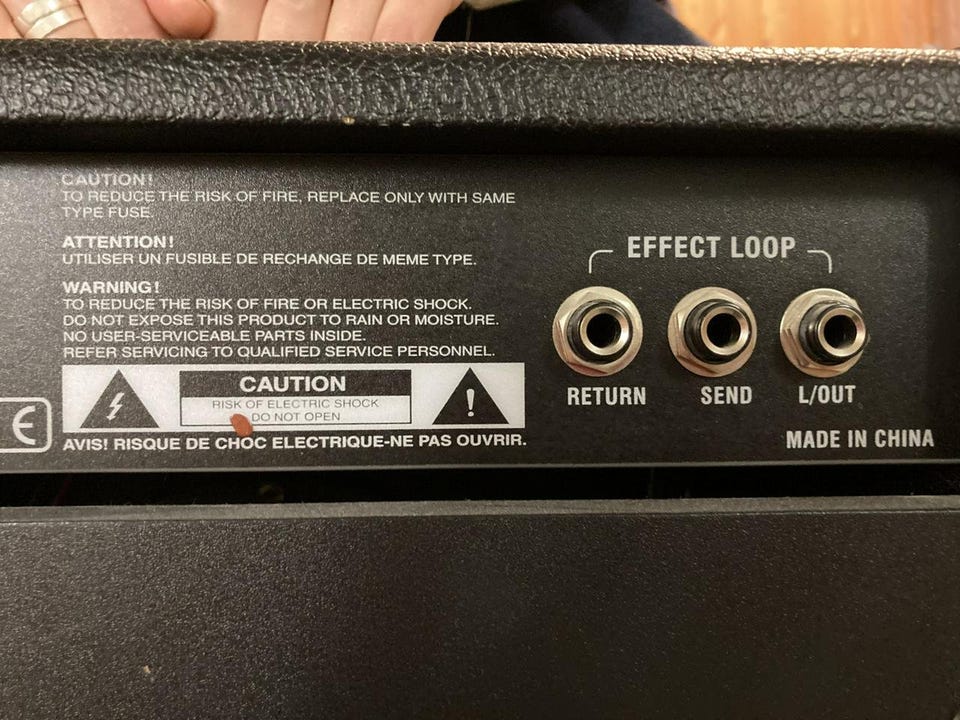 CAUTION!
TO REDUCE THE RISK OF FIRE, REPLACE ONLY WITH SAME
TYPE FUSE.
ATTENTION!
UTILISER UN FUSIBLE DE RECHANGE DE MEME TYPE.
WARNING!
TO REDUCE THE RISK OF FIRE OR ELECTRIC SHOCK.
DO NOT EXPOSE THIS PRODUCT TO RAIN OR MOISTURE.
NO USER-SERVICEABLE PARTS INSIDE.
REFER SERVICING TO QUALIFIED SERVICE PERSONNEL.
CAUTION
RISK OF ELECTRIC SHOCK
DO NOT OPEN
!
CE
AVIS! RISQUE DE CHOC ELECTRIQUE-NE PAS OUVRIR.
EFFECT LOOP
RETURN SEND L/OUT
MADE IN CHINA